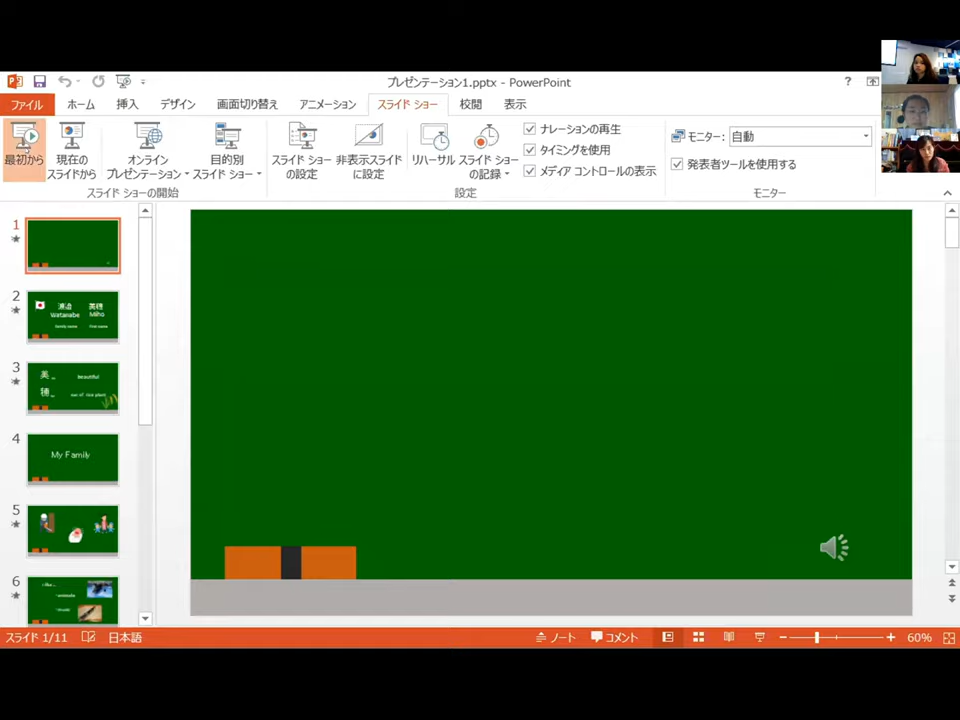 プレゼンテーション1.pptx - PowerPoint
?
ファイル ホーム 挿入 デザイン 画面切り替え アニメーション スライド ショー 校閲 表示
最初から
現在の
スライドから
オンライン
プレゼンテーション
目的別
スライド ショー
スライド ショー
の設定
非表示スライド
に設定
リハーサル
スライド ショー
の記録
ナレーションの再生
タイミングを使用
メディア コントロールの表示
モニター: 自動
発表者ツールを使用する
スライド ショーの開始
設定
モニター
1
2
Watanabe Miho
family name first name
3
美
beautiful
穂
ear of rice plant
4
My Family
5
6
スライド 1/11 日本語 ノート コメント 60%